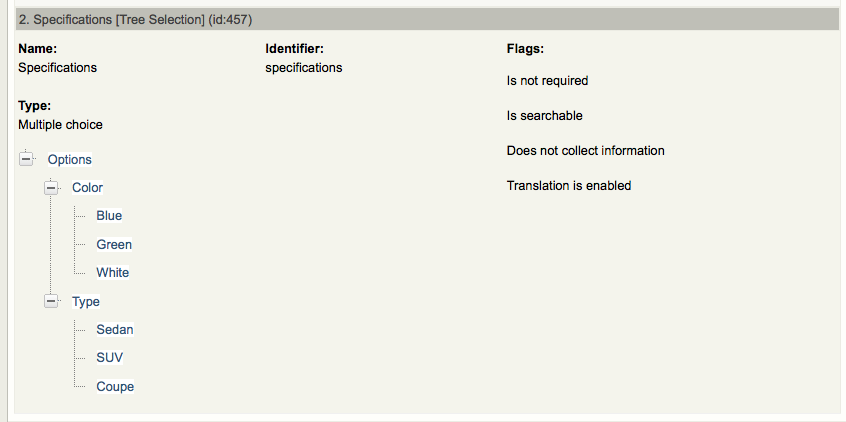 2. Specifications [Tree Selection] (id:457)
Name:
Specifications
Identifier:
specifications
Flags:
Is not required
Is searchable
Does not collect information
Translation is enabled
Type:
Multiple choice
Options
Color
Blue
Green
White
Type
Sedan
SUV
Coupe